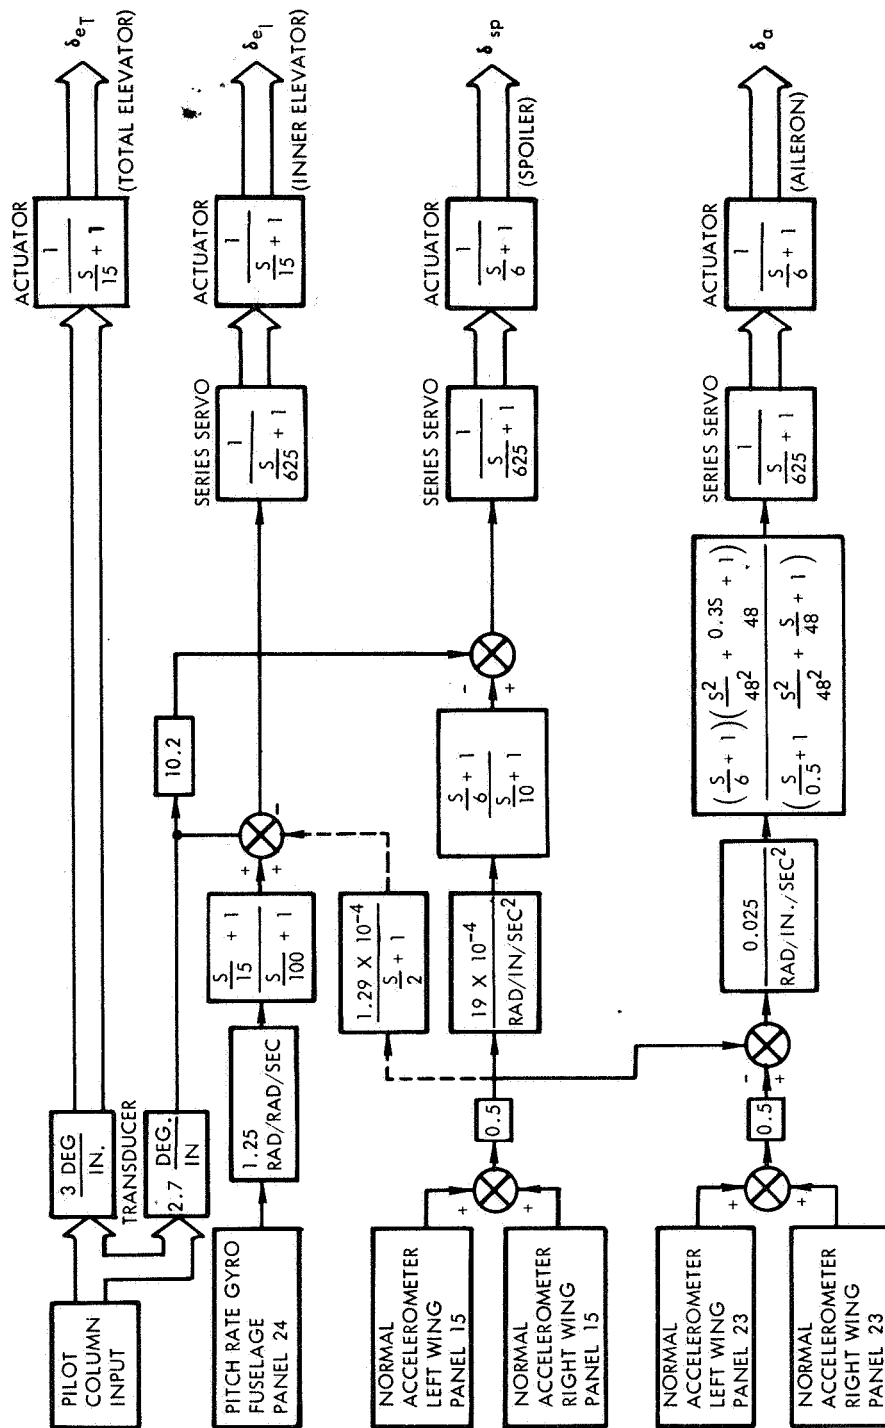 PILOT
COLUMN
INPUT
3 DEG
IN.
TRANSDUCER
2.7 DEG.
IN
ACTUATOR
1
S
15 + 1
δeT
(TOTAL ELEVATOR)
PITCH RATE GYRO
FUSELAGE
PANEL 24
1.25
RAD/RAD/SEC
S
15 + 1
S
100 + 1
+
+
-
10.2
SERIES SERVO
1
S
625 + 1
ACTUATOR
1
S
15 + 1
δeI
(INNER ELEVATOR)
1.29 X 10-4
S
2 + 1
NORMAL
ACCELEROMETER
LEFT WING
PANEL 15
NORMAL
ACCELEROMETER
RIGHT WING
PANEL 15
+
+
0.5
19 X 10-4
RAD/IN/SEC2
S
6 + 1
S
10 + 1
-
+
SERIES SERVO
1
S
625 + 1
ACTUATOR
1
S
6 + 1
δsp
(SPOILER)
NORMAL
ACCELEROMETER
LEFT WING
PANEL 23
NORMAL
ACCELEROMETER
RIGHT WING
PANEL 23
+
+
0.5
-
+
0.025
RAD/IN./SEC2
(S/6 + 1)(S2/482 + 0.3S/48 + 1)
(S/0.5 + 1 S2/482 + S/48 + 1)
SERIES SERVO
1
S
625 + 1
ACTUATOR
1
S
6 + 1
δa
(AILERON)